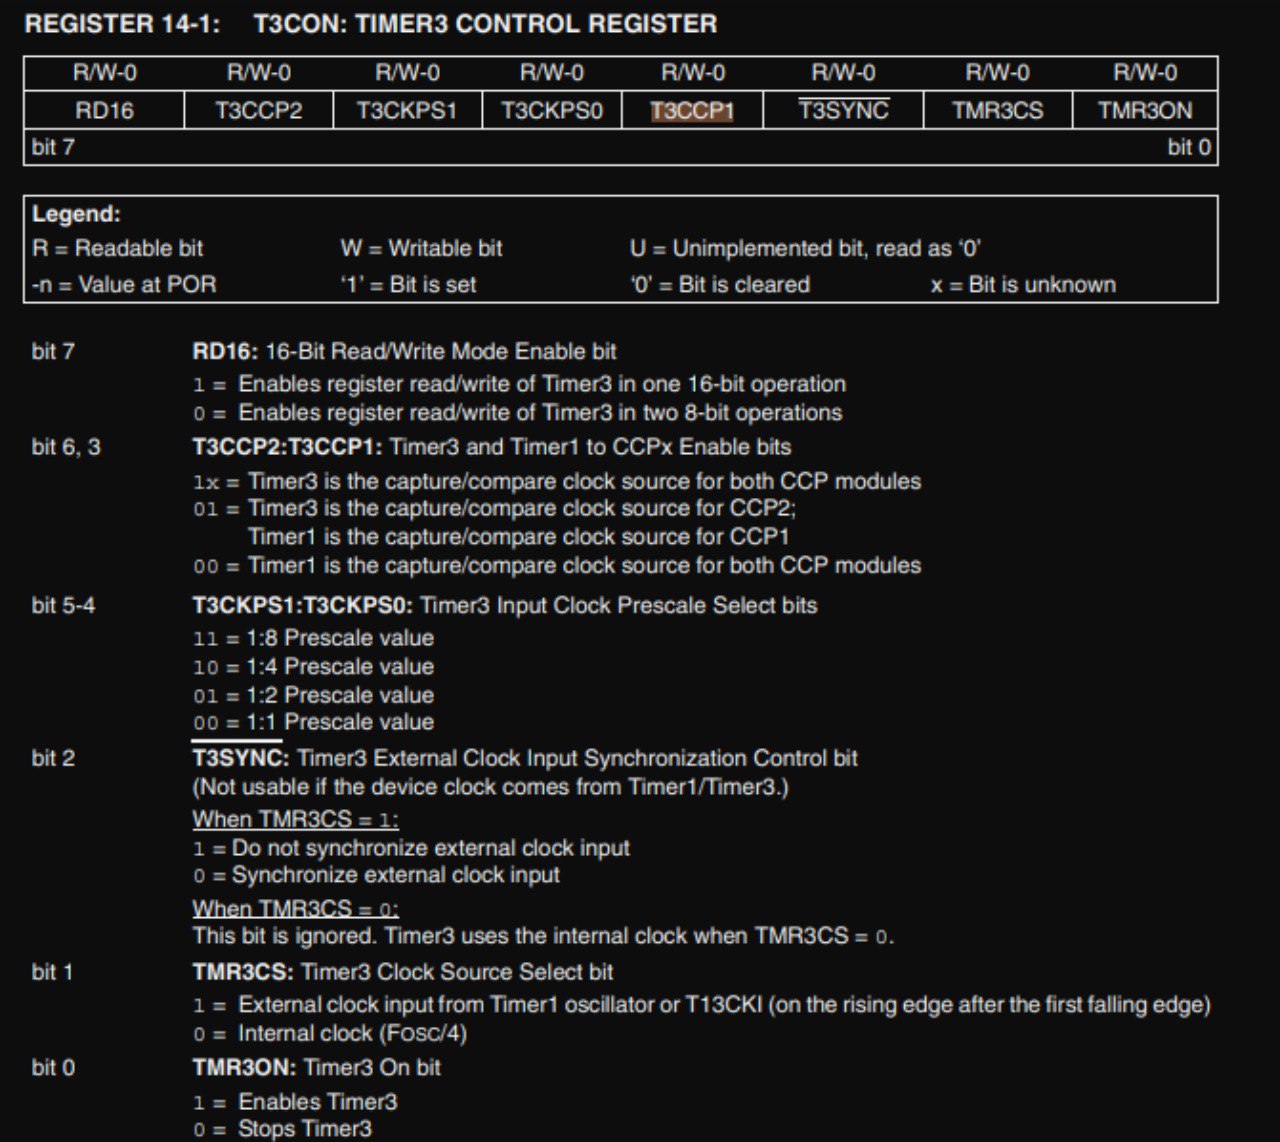 REGISTER 14-1: T3CON: TIMER3 CONTROL REGISTER
R/W-0 R/W-0 R/W-0 R/W-0 R/W-0 R/W-0 R/W-0 R/W-0
RD16 T3CCP2 T3CKPS1 T3CKPS0 T3CCP1 T3SYNC TMR3CS TMR3ON
bit 7 bit 0
Legend:
R = Readable bit W = Writable bit U = Unimplemented bit, read as ‘0’
-n = Value at POR ‘1’ = Bit is set ‘0’ = Bit is cleared x = Bit is unknown
bit 7 RD16: 16-Bit Read/Write Mode Enable bit
1 = Enables register read/write of Timer3 in one 16-bit operation
0 = Enables register read/write of Timer3 in two 8-bit operations
bit 6, 3 T3CCP2:T3CCP1: Timer3 and Timer1 to CCPx Enable bits
1x = Timer3 is the capture/compare clock source for both CCP modules
01 = Timer3 is the capture/compare clock source for CCP2;
Timer1 is the capture/compare clock source for CCP1
00 = Timer1 is the capture/compare clock source for both CCP modules
bit 5-4 T3CKPS1:T3CKPS0: Timer3 Input Clock Prescale Select bits
11 = 1:8 Prescale value
10 = 1:4 Prescale value
01 = 1:2 Prescale value
00 = 1:1 Prescale value
bit 2 T3SYNC: Timer3 External Clock Input Synchronization Control bit
(Not usable if the device clock comes from Timer1/Timer3.)
When TMR3CS = 1:
1 = Do not synchronize external clock input
0 = Synchronize external clock input
When TMR3CS = 0:
This bit is ignored. Timer3 uses the internal clock when TMR3CS = 0.
bit 1 TMR3CS: Timer3 Clock Source Select bit
1 = External clock input from Timer1 oscillator or T13CKI (on the rising edge after the first falling edge)
0 = Internal clock (FOSC/4)
bit 0 TMR3ON: Timer3 On bit
1 = Enables Timer3
0 = Stops Timer3